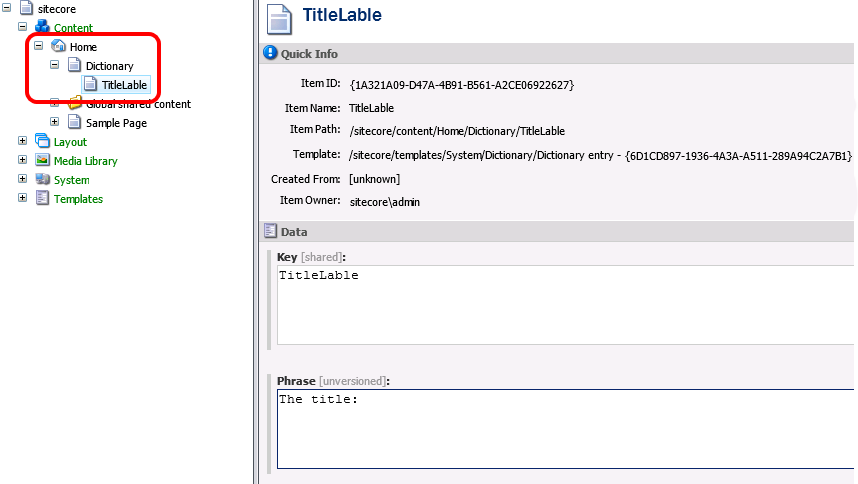 sitecore
Content
Home
Dictionary
TitleLable
Global shared content
Sample Page
Layout
Media Library
System
Templates
TitleLable
Quick Info
Item ID: {1A321A09-D47A-4B91-B561-A2CE06922627}
Item Name: TitleLable
Item Path: /sitecore/content/Home/Dictionary/TitleLable
Template: /sitecore/templates/System/Dictionary/Dictionary entry - {6D1CD897-1936-4A3A-A511-289A94C2A7B1}
Created From: [unknown]
Item Owner: sitecore\admin
Data
Key [shared]:
TitleLable
Phrase [unversioned]:
The title: